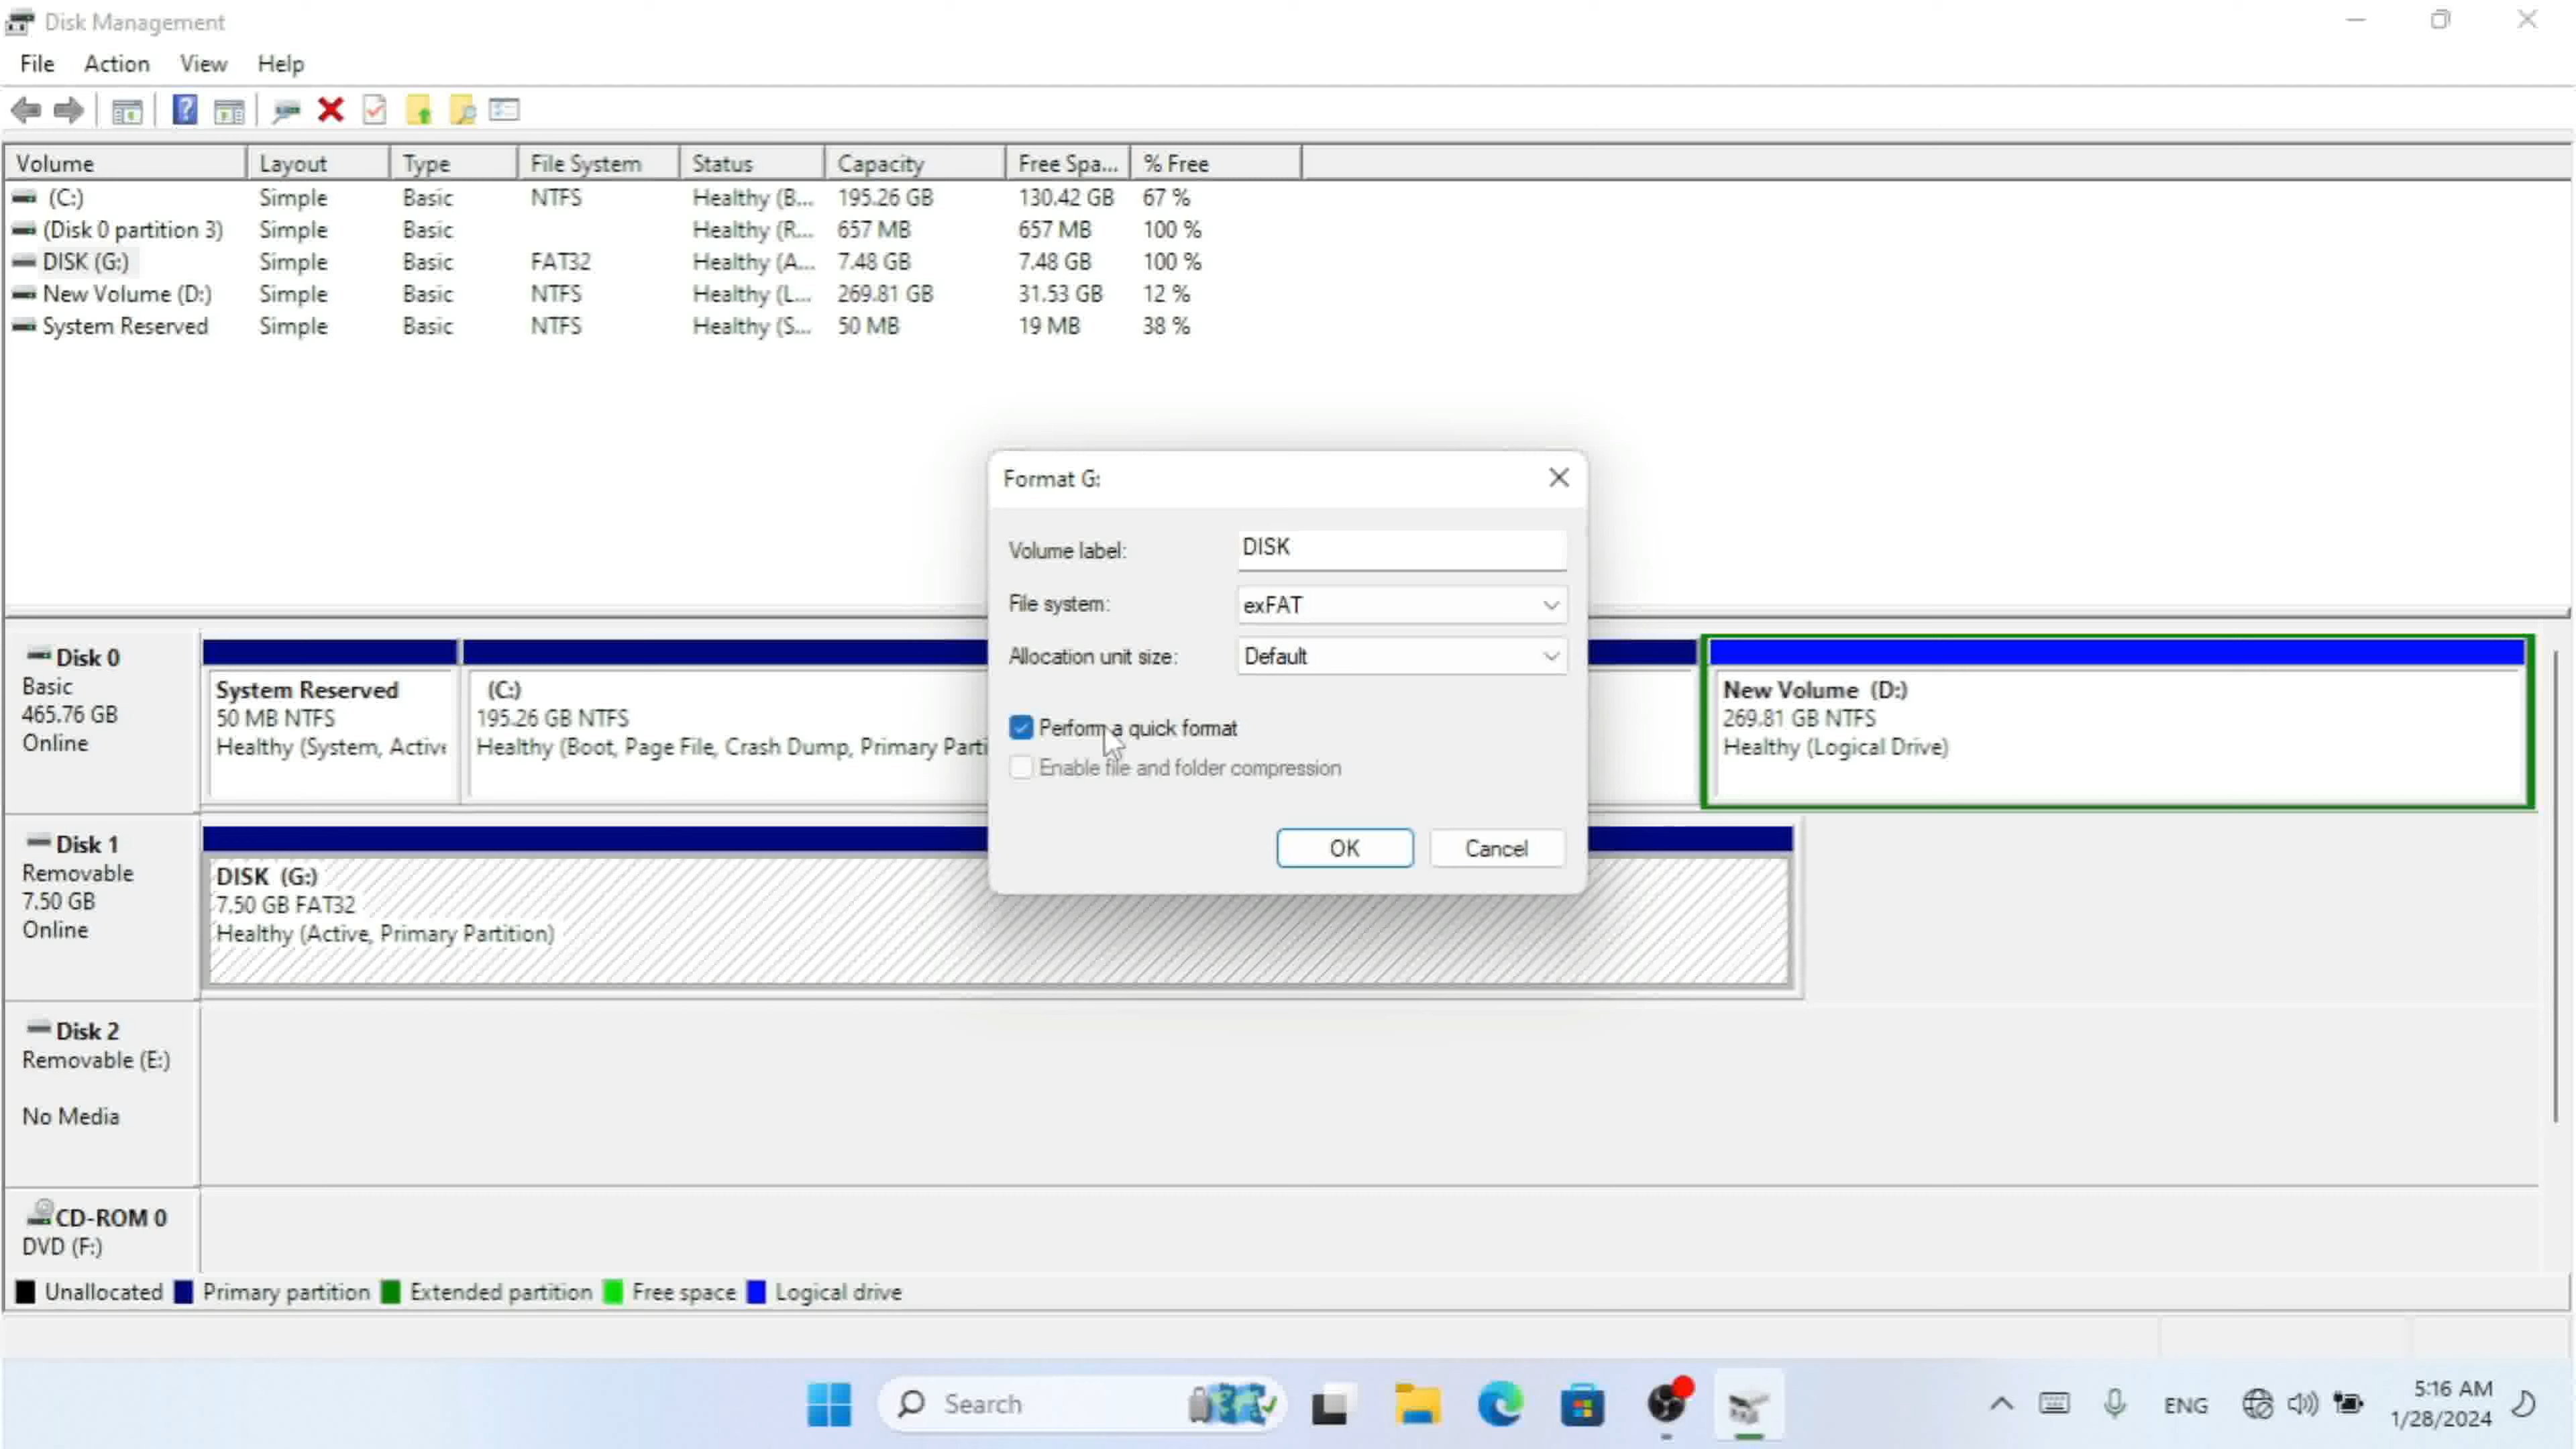 Disk Management
File Action View Help
Volume Layout Type File System Status Capacity Free Spa... % Free
(C:) Simple Basic NTFS Healthy (B... 195.26 GB 130.42 GB 67 %
(Disk 0 partition 3) Simple Basic Healthy (R... 657 MB 657 MB 100 %
DISK (G:) Simple Basic FAT32 Healthy (A... 7.48 GB 7.48 GB 100 %
New Volume (D:) Simple Basic NTFS Healthy (L... 269.81 GB 31.53 GB 12 %
System Reserved Simple Basic NTFS Healthy (S... 50 MB 19 MB 38 %
Format G:
Volume label: DISK
File system: exFAT
Allocation unit size: Default
Perform a quick format
Enable file and folder compression
OK Cancel
Disk 0
Basic
465.76 GB
Online
System Reserved
50 MB NTFS
Healthy (System, Active
(C:)
195.26 GB NTFS
Healthy (Boot, Page File, Crash Dump, Primary Parti
New Volume (D:)
269.81 GB NTFS
Healthy (Logical Drive)
Disk 1
Removable
7.50 GB
Online
DISK (G:)
7.50 GB FAT32
Healthy (Active, Primary Partition)
Disk 2
Removable (E:)
No Media
CD-ROM 0
DVD (F:)
Unallocated Primary partition Extended partition Free space Logical drive
Search
ENG
5:16 AM
1/28/2024